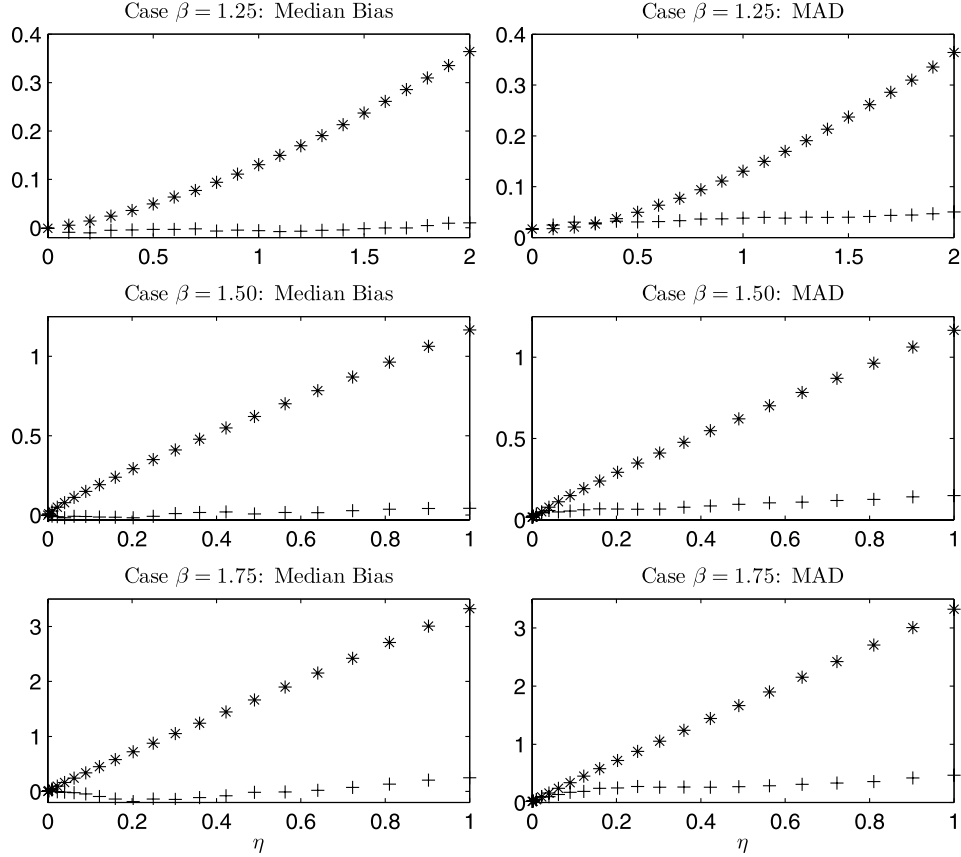 Case β = 1.25: Median Bias
0.4
0.3
0.2
0.1
0
0 0.5 1 1.5 2
Case β = 1.25: MAD
0.4
0.3
0.2
0.1
0
0 0.5 1 1.5 2
Case β = 1.50: Median Bias
1
0.5
0
0 0.2 0.4 0.6 0.8 1
Case β = 1.50: MAD
1
0.5
0
0 0.2 0.4 0.6 0.8 1
Case β = 1.75: Median Bias
3
2
1
0
0 0.2 0.4 0.6 0.8 1
η
Case β = 1.75: MAD
3
2
1
0
0 0.2 0.4 0.6 0.8 1
η